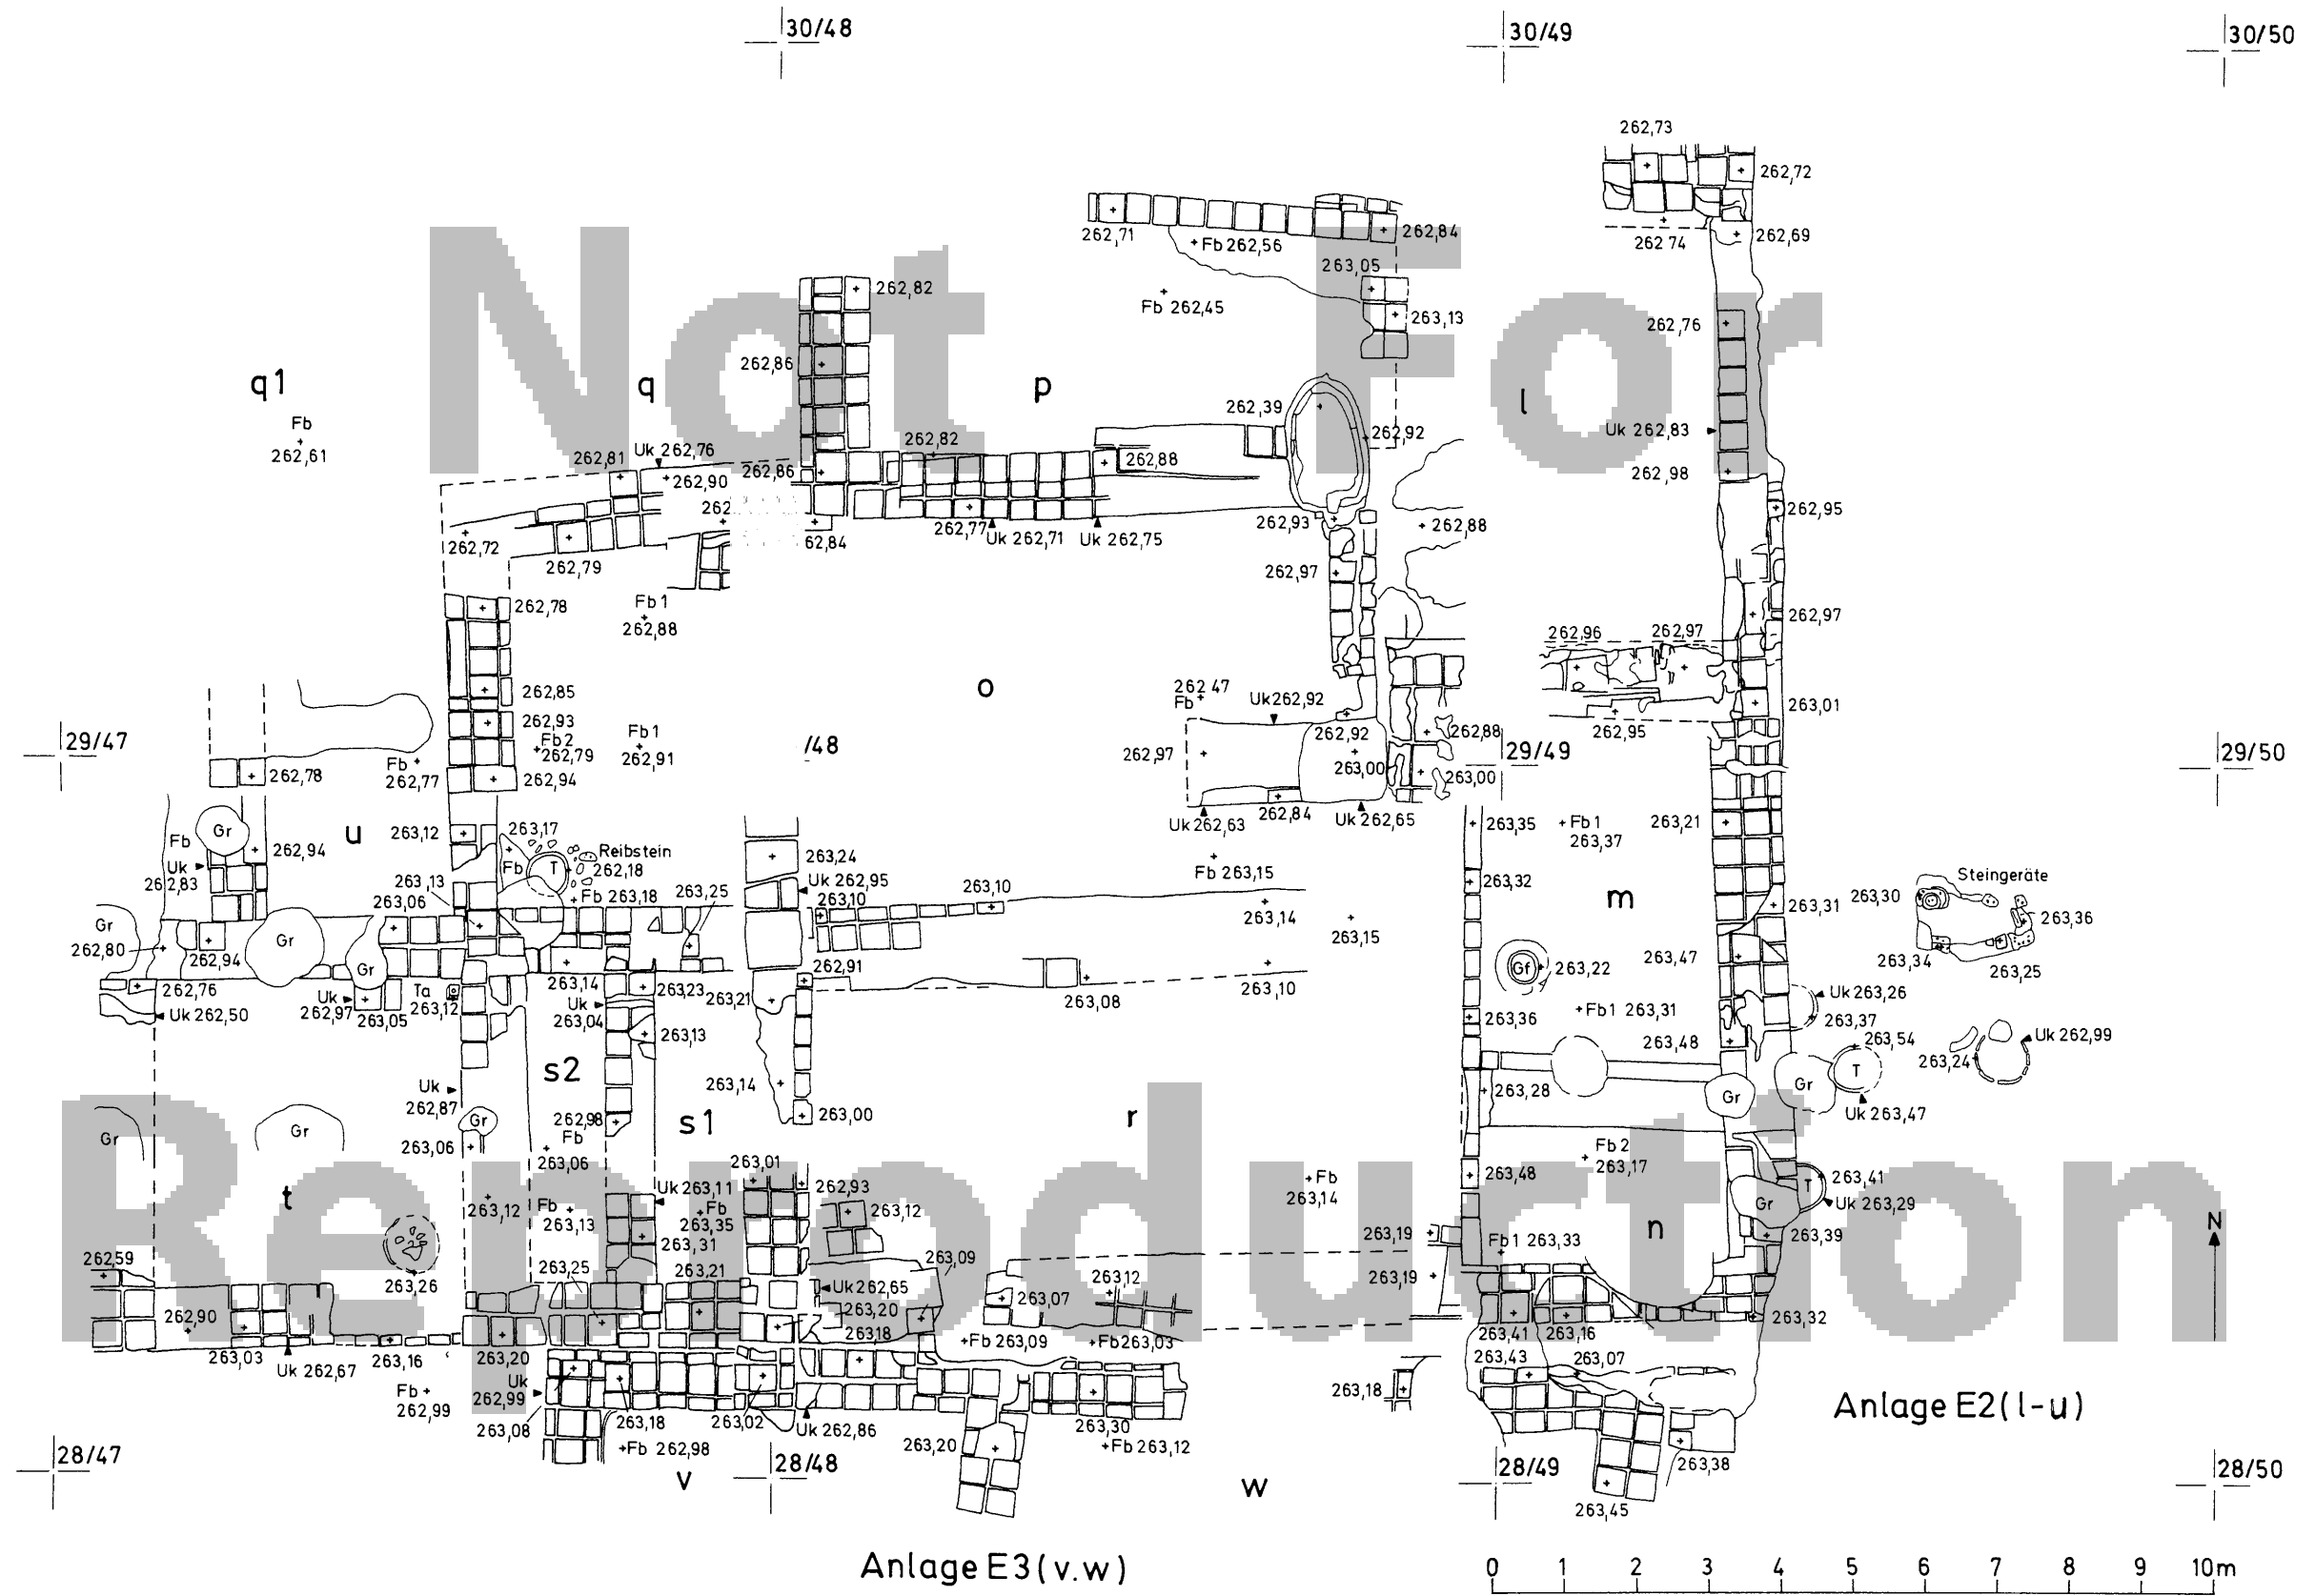 30/48
30/49
30/50
262,73
262,72
262,71
+Fb 262,56
262,84
262 74
262,69
263,05
262,82
Fb 262,45
263,13
262,76
262,86
q1
q
p
l
Fb
262,61
262,39
262,92
Uk 262,83
262,81
Uk 262,76
262,82
262,86
262,88
262,98
262,90
262,72
262,77
Uk 262,71
Uk 262,75
262,93
262,88
262,95
262,79
262,97
262,78
Fb1
262,88
262,97
262,96
262,97
262,85
o
262 47
Fb
Uk262,92
263,01
262,93
Fb2
262,79
Fb1
262,91
/48
262,97
262,92
262,88
262,95
29/47
29/49
29/50
262,78
Fb
262,77
262,94
263,00
263,00
Uk 262,63
262,84
Uk 262,65
Gr
u
263,12
263,17
263,35
Fb1
263,37
263,21
Fb
262,94
Reibstein
262,18
T
Fb
263,24
Fb 263,15
Uk
262,83
263,13
Fb 263,18
263,25
Uk 262,95
263,10
263,10
263,32
m
Steingeräte
263,06
263,14
263,31
263,30
263,36
Gr
262,80
Gr
263,15
262,94
Gr
262,91
Gf
263,22
263,47
263,34
263,25
262,76
Uk
262,97
263,05
Ta
263,12
263,14
263,23
263,21
263,08
263,10
Uk 263,26
Uk 262,50
Uk
263,04
263,13
263,36
Fb1 263,31
263,37
s2
263,48
263,54
Uk 262,99
263,24
Uk
262,87
263,14
263,28
Gr
Gr
T
Uk 263,47
Gr
Gr
Gr
262,98
s1
263,00
r
263,06
Fb
263,06
Fb2
263,17
263,01
Uk 263,11
262,93
Fb
263,14
263,48
T
263,41
Uk 263,29
t
263,12
Fb
263,13
Fb
263,35
263,12
Gr
n
N
263,31
263,19
Fb1 263,33
263,39
262,59
263,26
263,25
263,21
Uk262,65
263,09
263,12
263,19
262,90
263,20
263,07
263,18
263,41
263,16
263,32
263,03
Uk 262,67
263,16
263,20
+Fb 263,09
+Fb263,03
263,43
263,07
Fb
262,99
Uk
262,99
263,18
Anlage E2(l-u)
263,08
263,18
263,02
Uk 262,86
263,20
263,30
+Fb 262,98
+Fb 263,12
28/47
v
28/48
w
28/49
263,38
28/50
263,45
Anlage E3(v.w)
0 1 2 3 4 5 6 7 8 9 10m
Not For
Reproduction